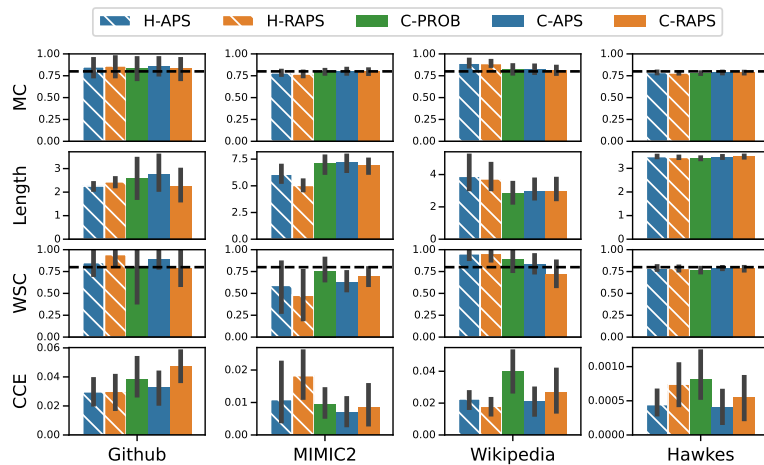 H-APS H-RAPS C-PROB C-APS C-RAPS
MC
1.00 0.75 0.50 0.25 0.00
1.00 0.75 0.50 0.25 0.00
1.00 0.75 0.50 0.25 0.00
1.00 0.75 0.50 0.25 0.00
Length
3 2 1 0
7.5 5.0 2.5 0.0
4 2 0
3 2 1 0
WSC
1.00 0.75 0.50 0.25 0.00
1.00 0.75 0.50 0.25 0.00
1.00 0.75 0.50 0.25 0.00
1.00 0.75 0.50 0.25 0.00
CCE
0.06 0.04 0.02 0.00
0.02 0.01 0.00
0.04 0.02 0.00
0.0010 0.0005 0.0000
Github MIMIC2 Wikipedia Hawkes